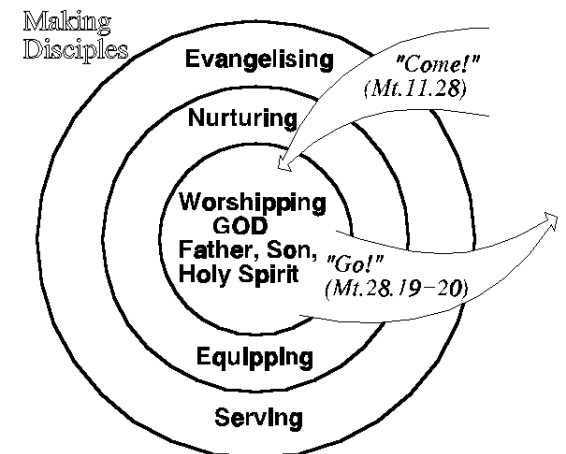 Making
Disciples
Evangelising
"Come!"
(Mt.11.28)
Nurturing
Worshipping
GOD
Father, Son,
Holy Spirit
"Go!"
(Mt.28.19-20)
Equipping
Serving